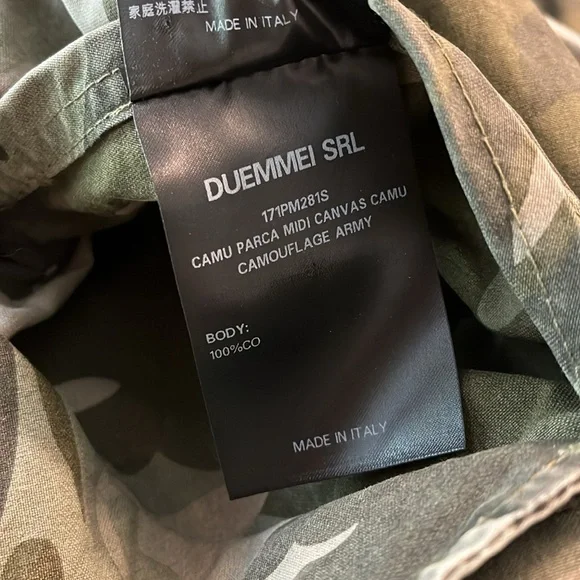 家庭洗濯禁止
MADE IN ITALY
DUEMMEI SRL
171PM281S
CAMU PARCA MIDI CANVAS CAMU
CAMOUFLAGE ARMY
BODY:
100%CO
MADE IN ITALY